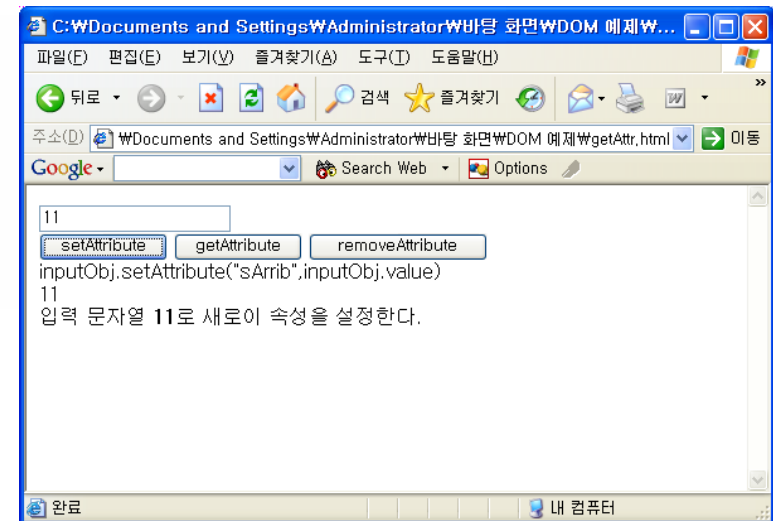 C:₩Documents and Settings₩Administrator₩바탕 화면₩DOM 예제₩...
파일(F) 편집(E) 보기(V) 즐겨찾기(A) 도구(T) 도움말(H)
뒤로 검색 즐겨찾기 »
주소(D) ₩Documents and Settings₩Administrator₩바탕 화면₩DOM 예제₩getAttr.html 이동
Google Search Web Options
11
setAttribute getAttribute removeAttribute
inputObj.setAttribute("sArrib",inputObj.value)
11
입력 문자열 11로 새로이 속성을 설정한다.
완료 내 컴퓨터